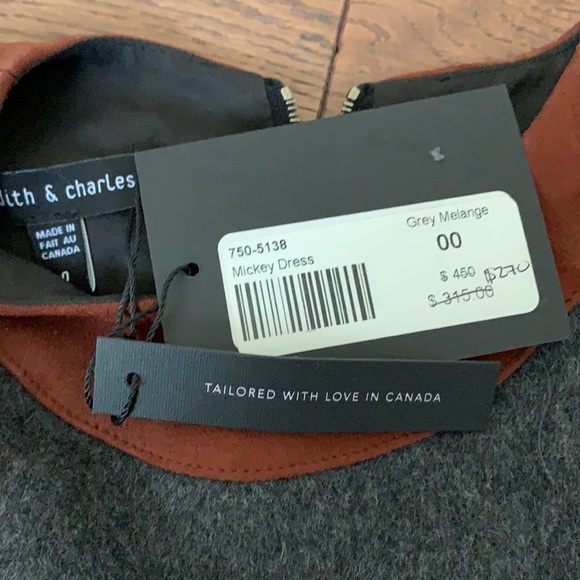 & charles
MADE IN
FAIT AU
CANADA
750-5138
Mickey Dress
Grey Melange
00
$ 450 $270
$ 315.00
TAILORED WITH LOVE IN CANADA